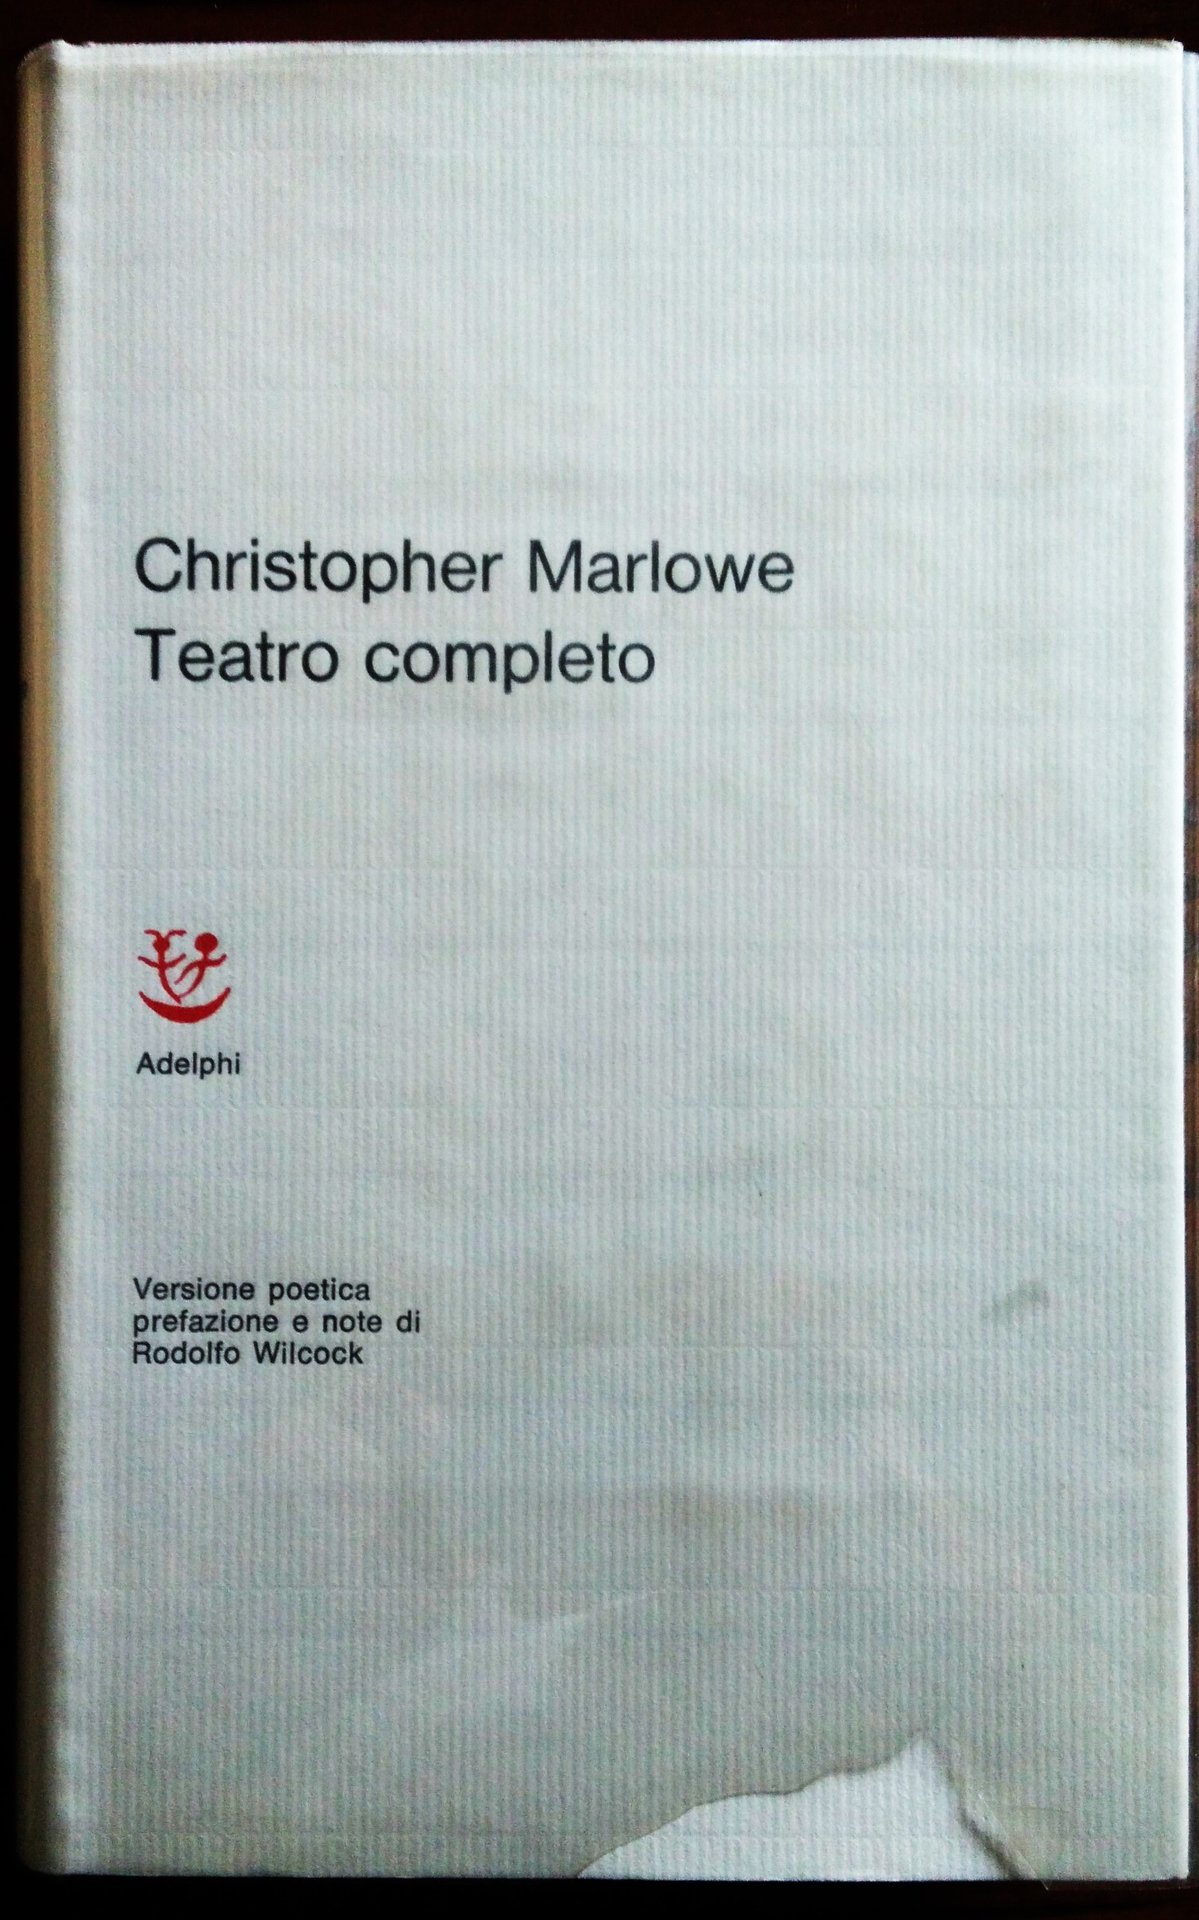 Christopher Marlowe
Teatro completo
Adelphi
Versione poetica
prefazione e note di
Rodolfo Wilcock